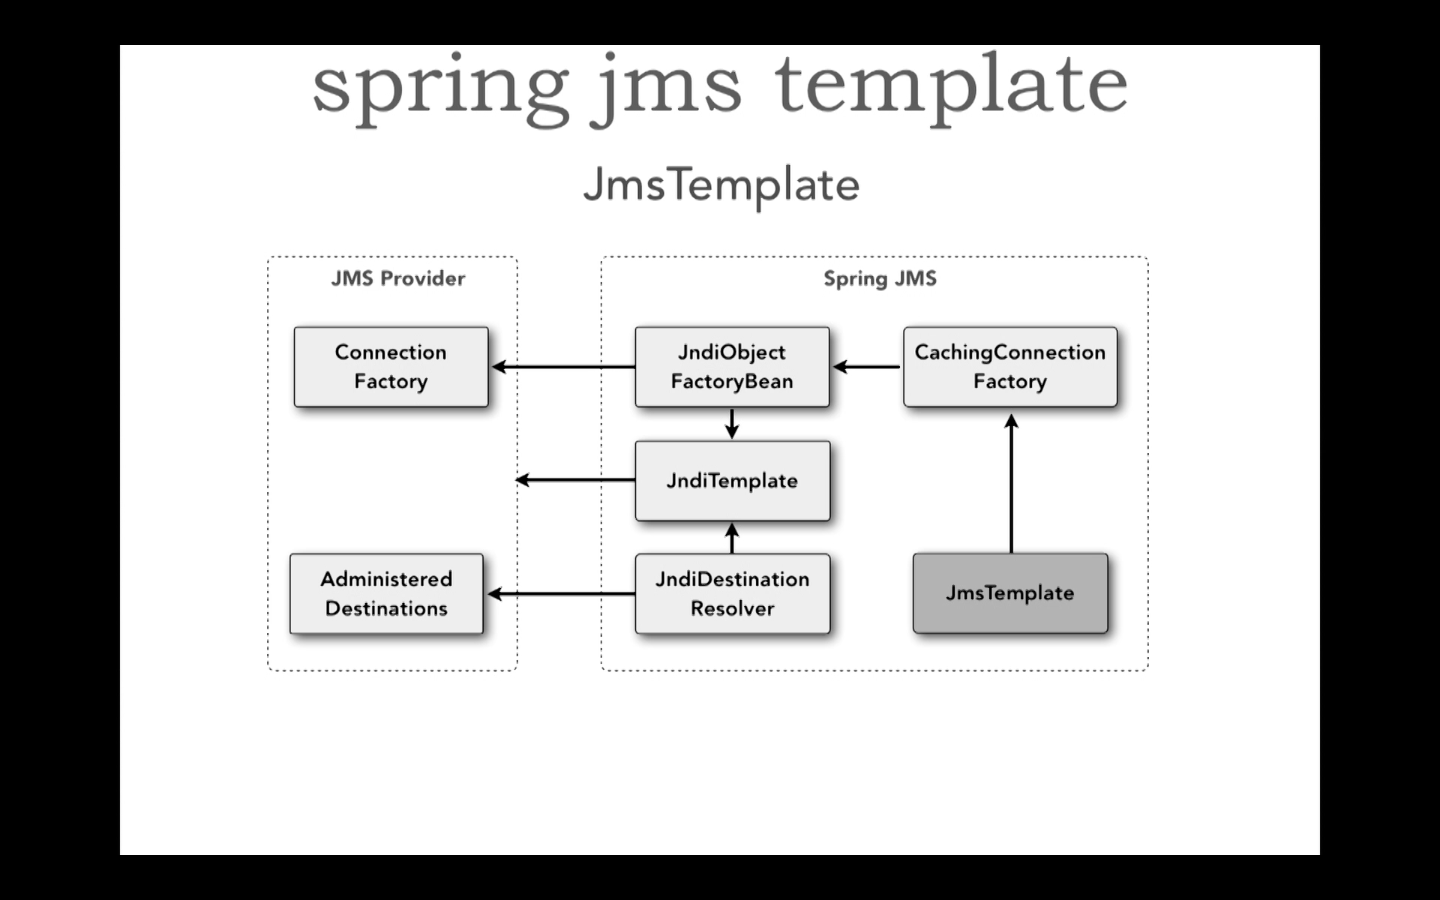 spring jms template
JmsTemplate
JMS Provider
Spring JMS
Connection
Factory
JndiObject
FactoryBean
CachingConnection
Factory
JndiTemplate
Administered
Destinations
JndiDestination
Resolver
JmsTemplate